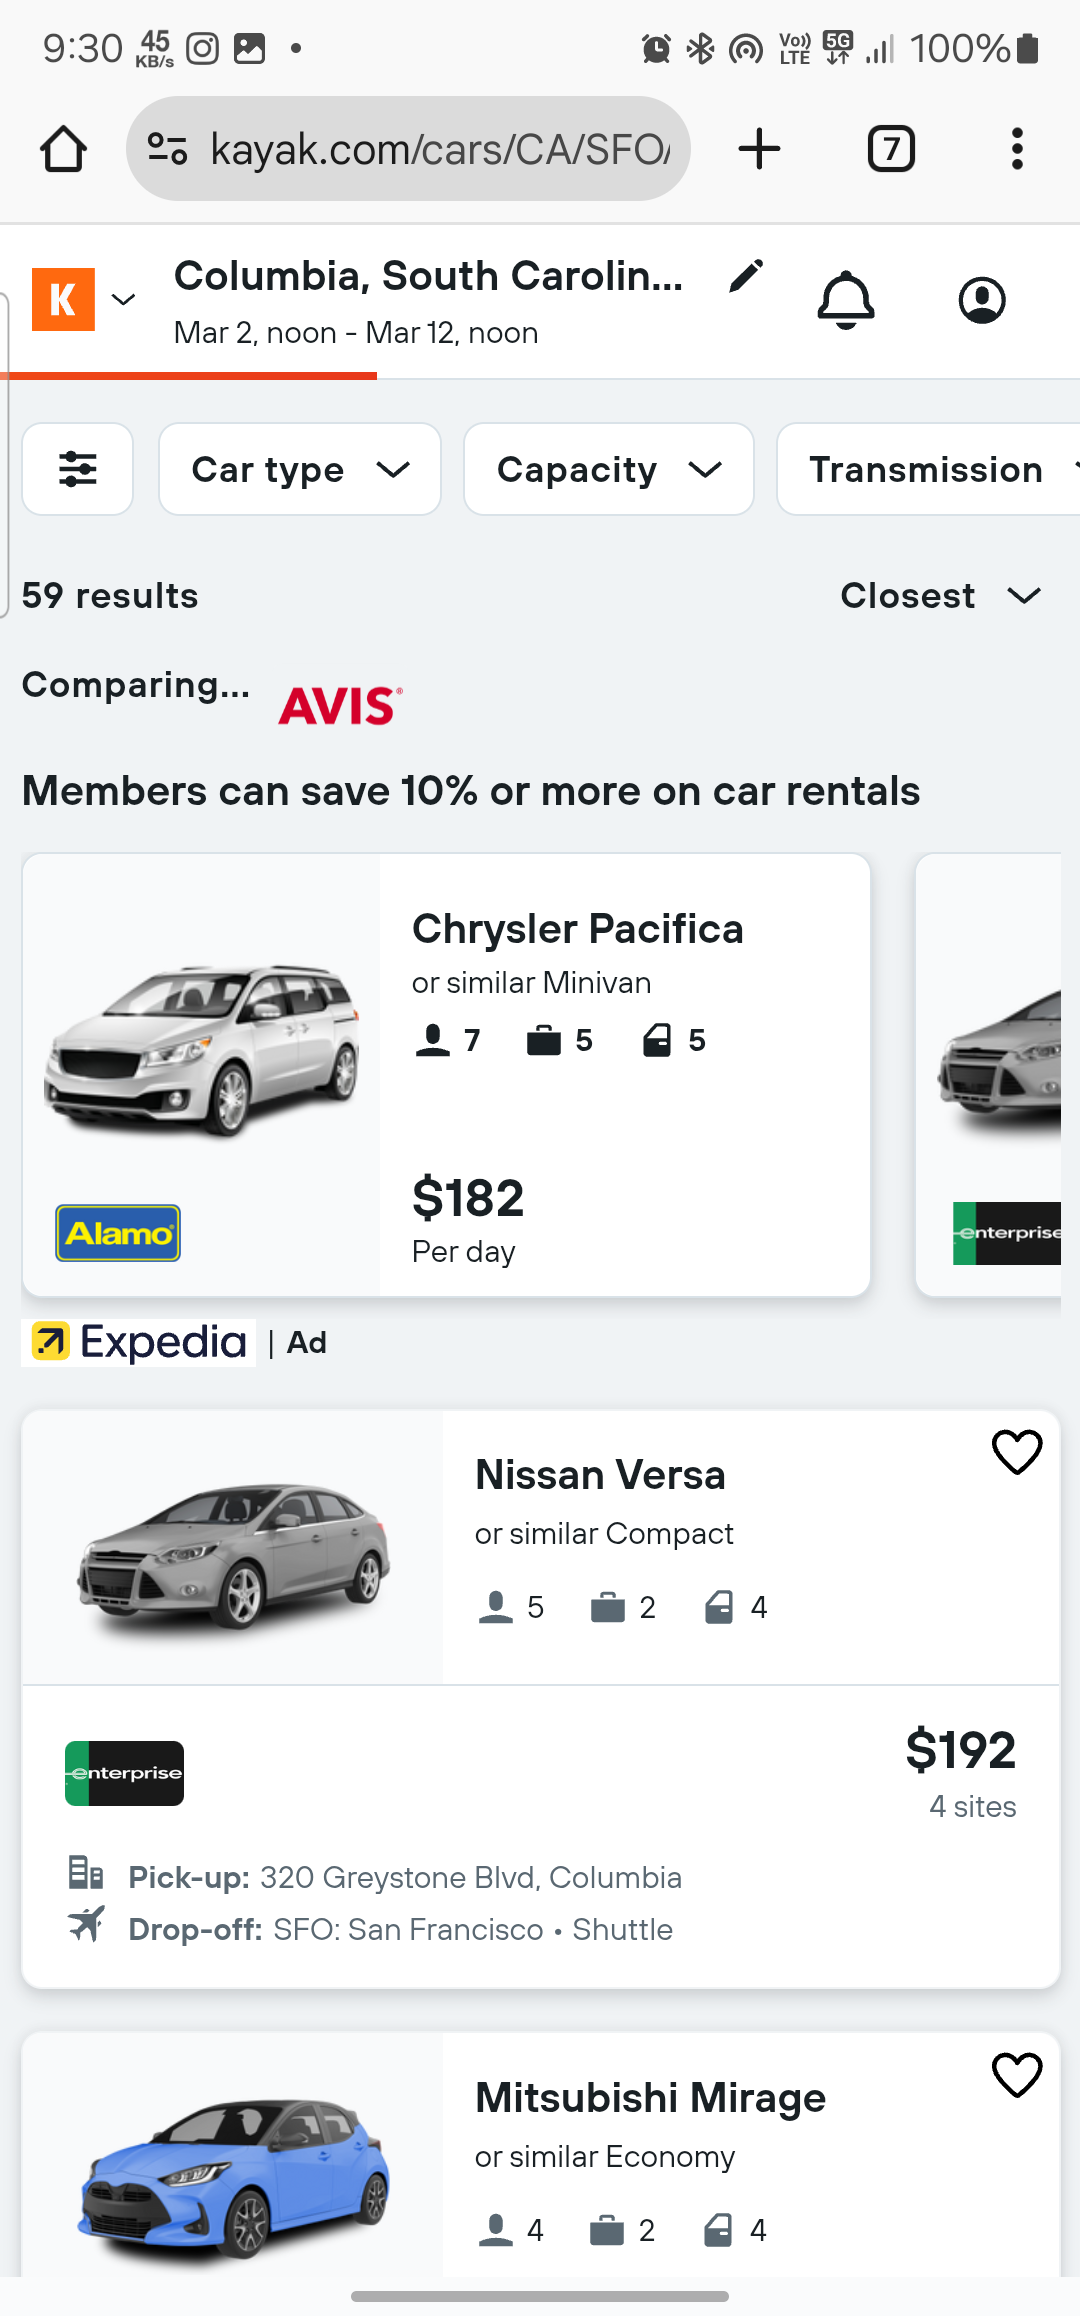 9:30 45 KB/s Vo)) LTE 5G 100%
kayak.com/cars/CA/SFO/ 7
K Columbia, South Carolin...
Mar 2, noon - Mar 12, noon
Car type Capacity Transmission
59 results Closest
Comparing... AVIS®
Members can save 10% or more on car rentals
Chrysler Pacifica
or similar Minivan
7 5 5
$182
Per day
Alamo®
enterprise
Expedia | Ad
Nissan Versa
or similar Compact
5 2 4
enterprise
$192
4 sites
Pick-up: 320 Greystone Blvd, Columbia
Drop-off: SFO: San Francisco • Shuttle
Mitsubishi Mirage
or similar Economy
4 2 4